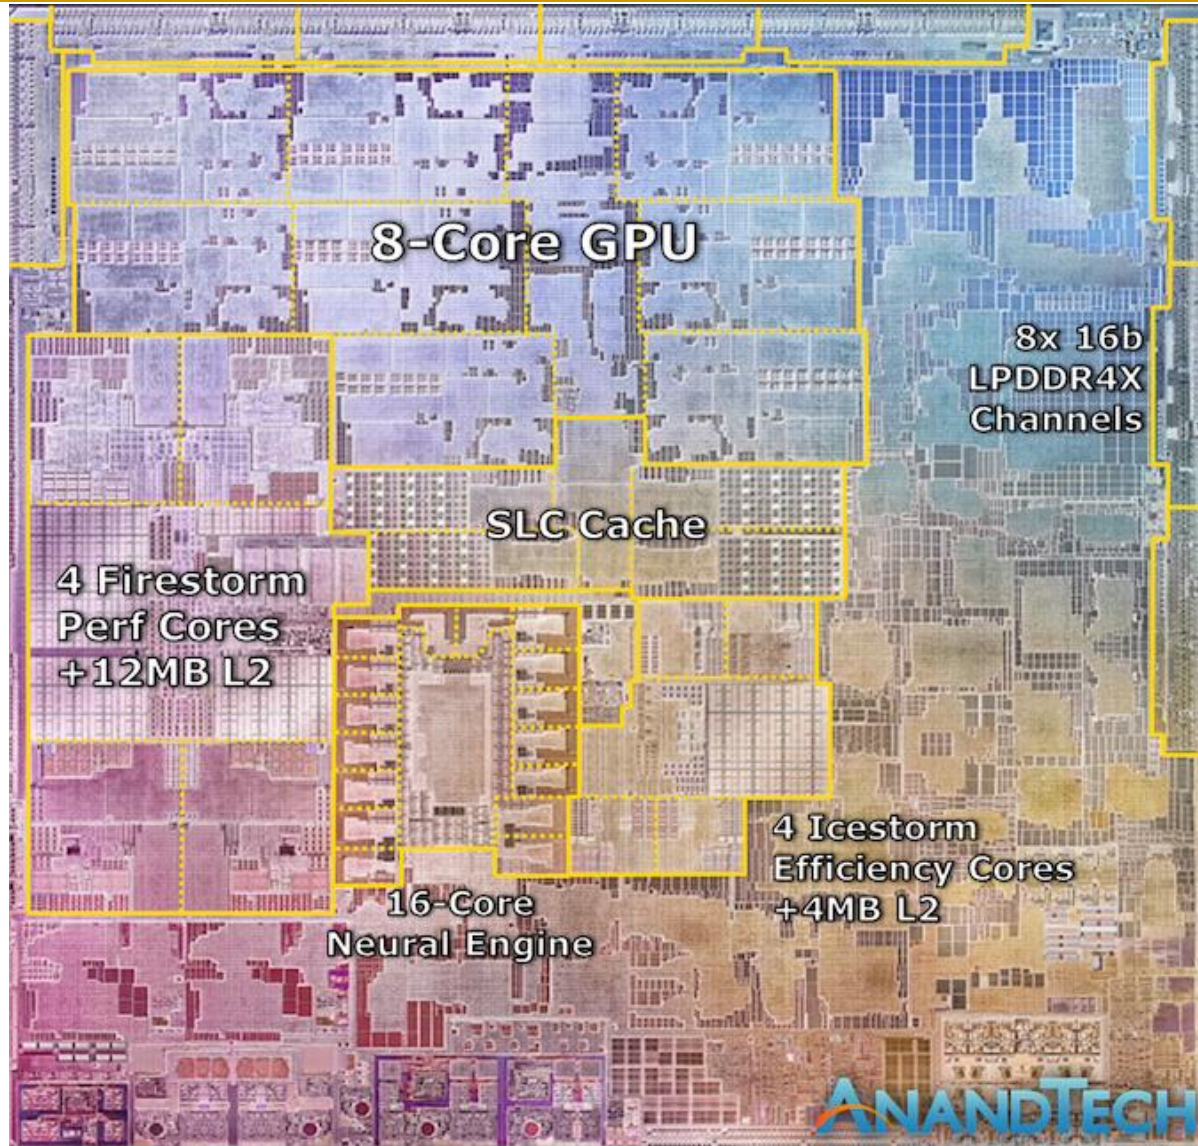 8-Core GPU
8x 16b
LPDDR4X
Channels
SLC Cache
4 Firestorm
Perf Cores
+12MB L2
4 Icestorm
Efficiency Cores
+4MB L2
16-Core
Neural Engine
ANANDTECH